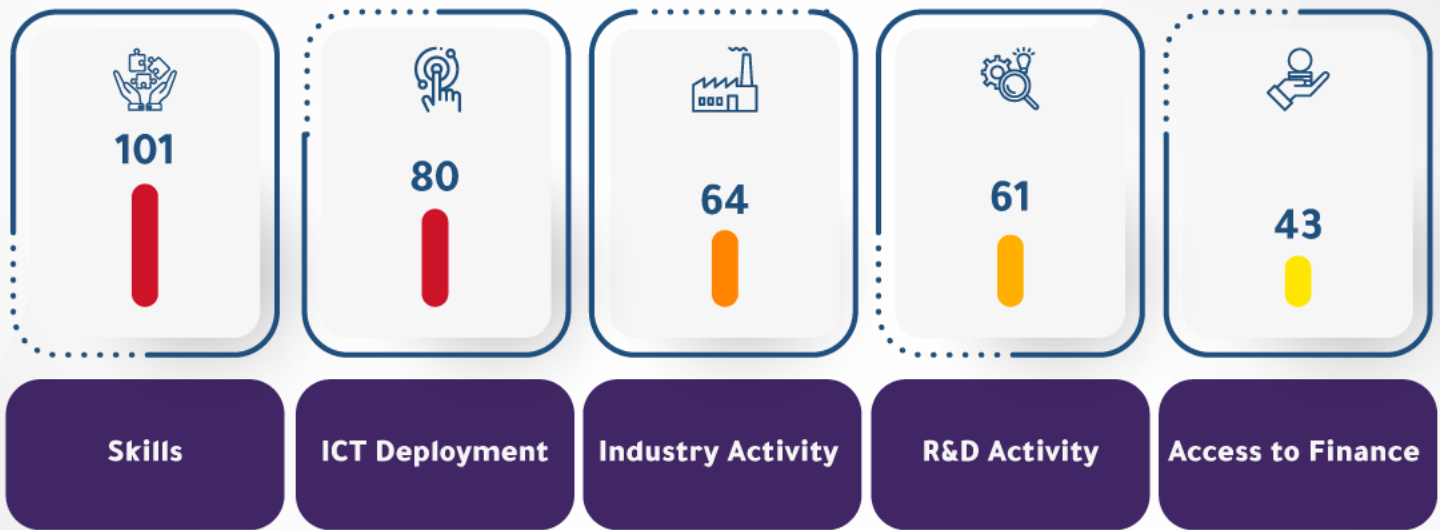 101
80
64
61
43
Skills
ICT Deployment
Industry Activity
R&D Activity
Access to Finance